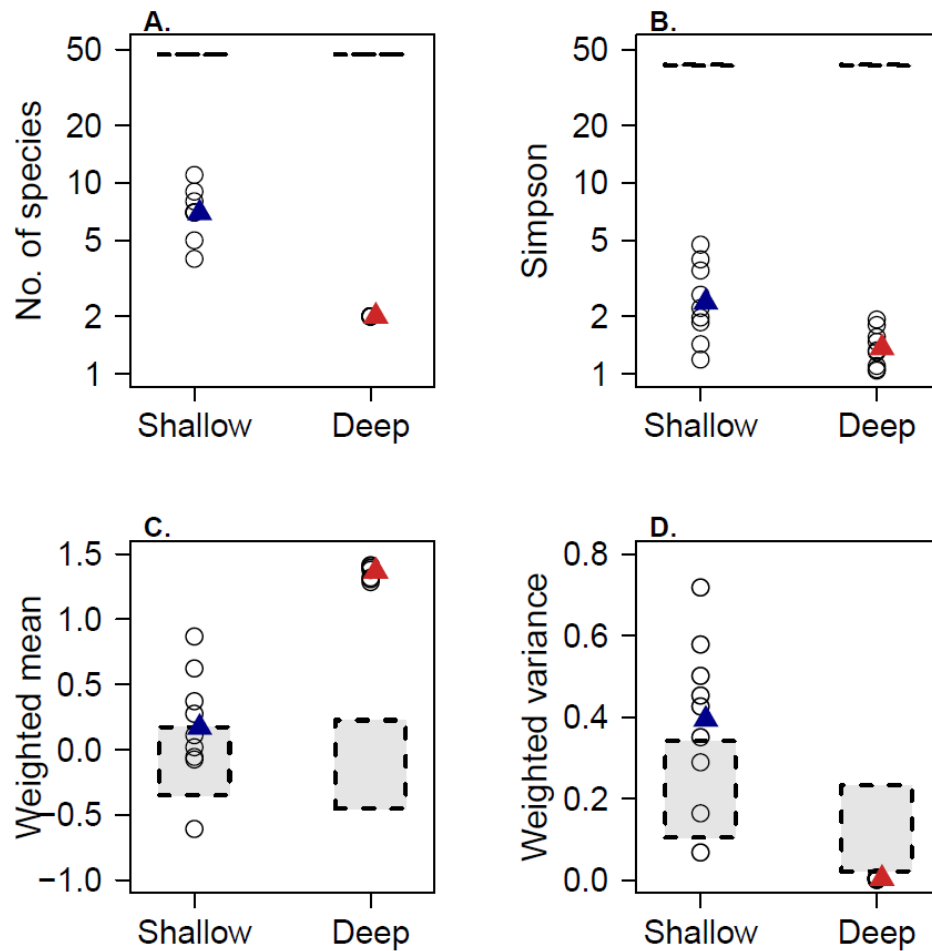 A.
No. of species
50
20
10
5
2
1
Shallow Deep
B.
Simpson
50
20
10
5
2
1
Shallow Deep
C.
Weighted mean
1.5
1.0
0.5
0.0
−0.5
−1.0
Shallow Deep
D.
Weighted variance
0.8
0.6
0.4
0.2
0.0
Shallow Deep